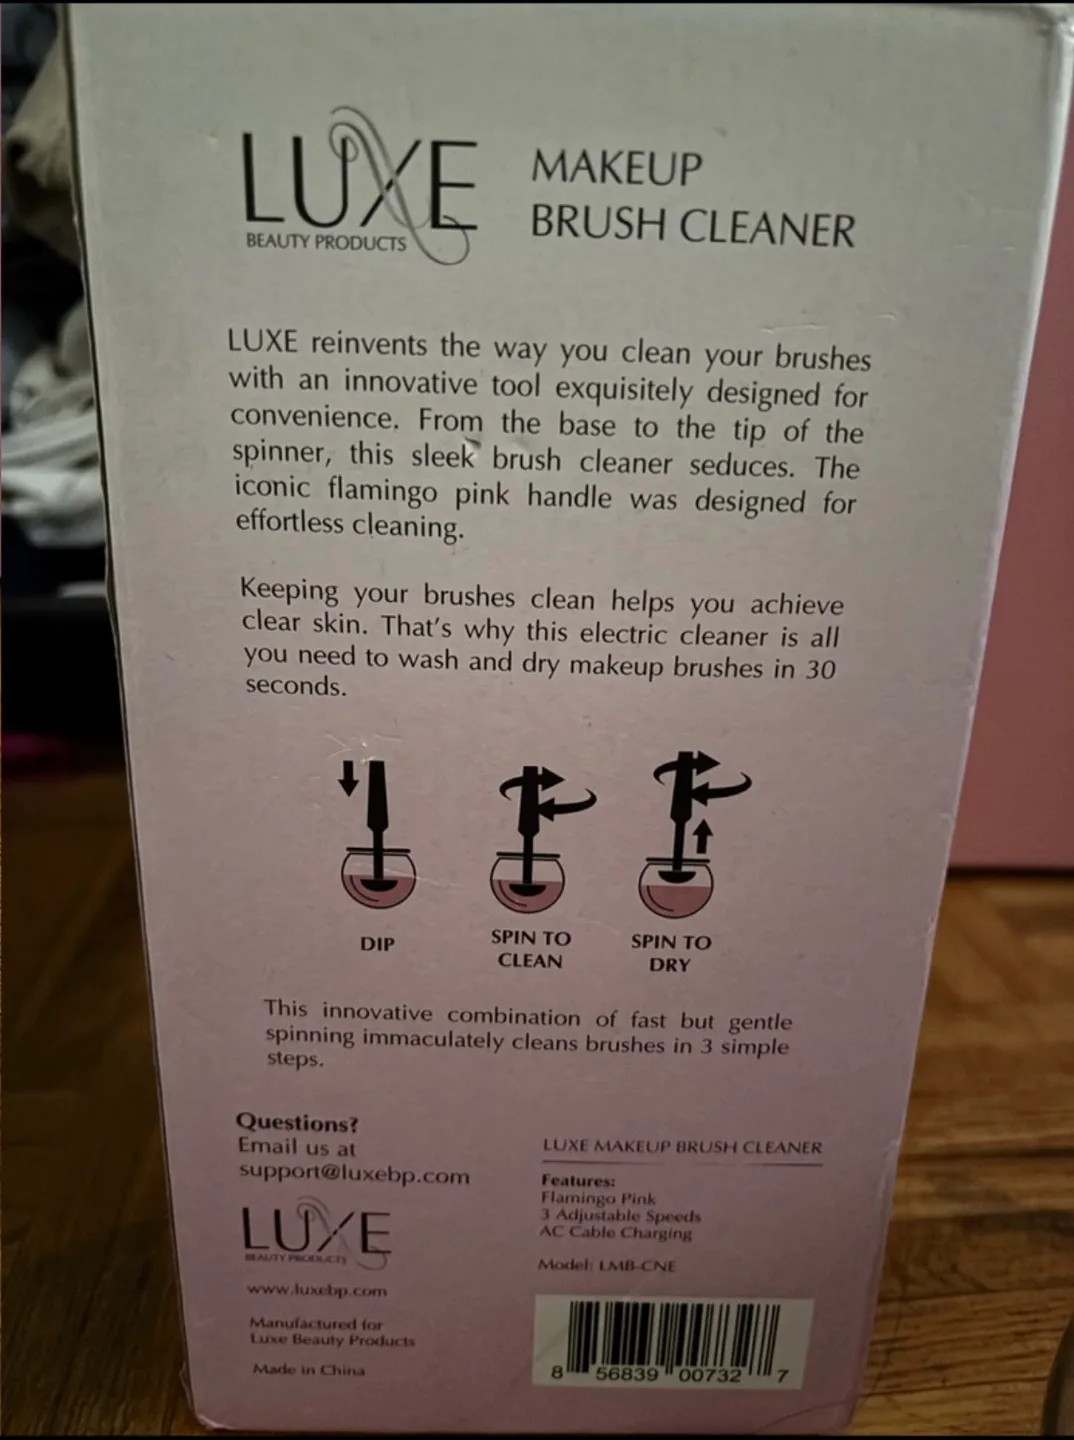 LUXE
BEAUTY PRODUCTS
MAKEUP
BRUSH CLEANER
LUXE reinvents the way you clean your brushes
with an innovative tool exquisitely designed for
convenience. From the base to the tip of the
spinner, this sleek brush cleaner seduces. The
iconic flamingo pink handle was designed for
effortless cleaning.
Keeping your brushes clean helps you achieve
clear skin. That's why this electric cleaner is all
you need to wash and dry makeup brushes in 30
seconds.
DIP
SPIN TO
CLEAN
SPIN TO
DRY
This innovative combination of fast but gentle
spinning immaculately cleans brushes in 3 simple
steps.
Questions?
Email us at
support@luxebp.com
LUXE
BEAUTY PRODUCTS
www.luxebp.com
Manufactured for
Luxe Beauty Products
Made in China
LUXE MAKEUP BRUSH CLEANER
Features:
Flamingo Pink
3 Adjustable Speeds
AC Cable Charging
Model: LMB-CNE
8 56839 00732 7